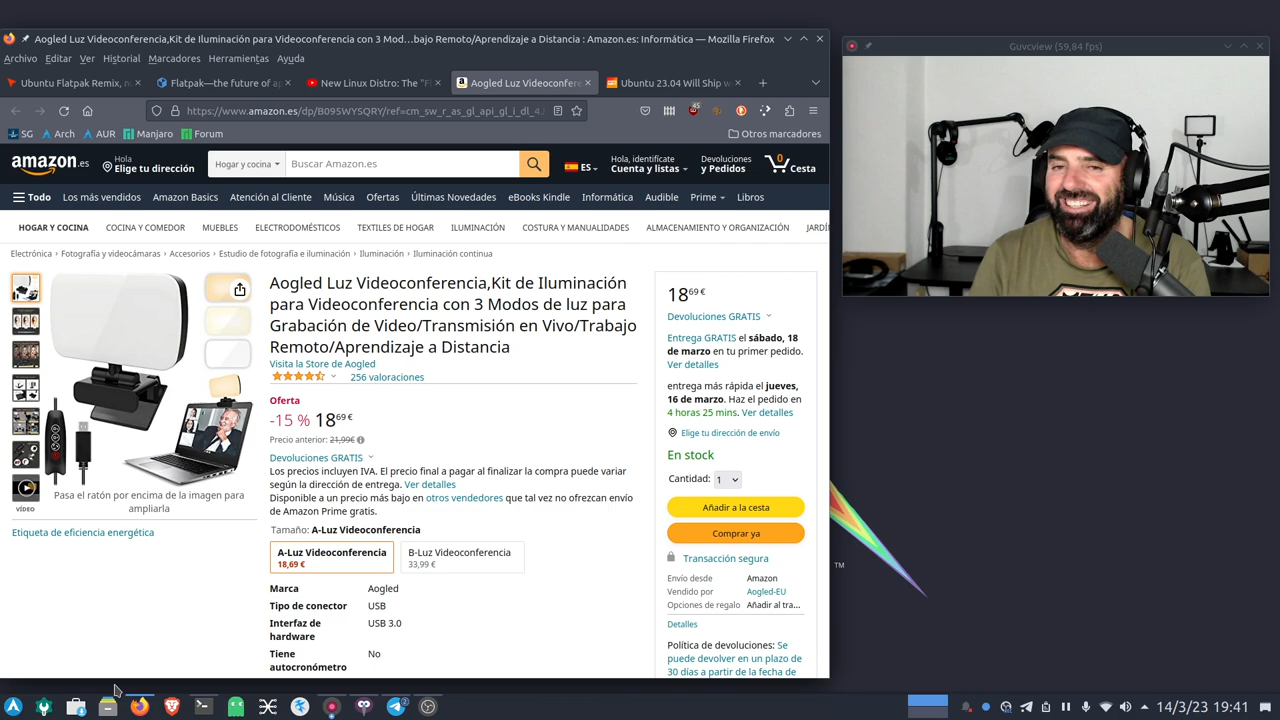 Aogled Luz Videoconferencia,Kit de Iluminación para Videoconferencia con 3 Mod…bajo Remoto/Aprendizaje a Distancia : Amazon.es: Informática — Mozilla Firefox
Archivo Editar Ver Historial Marcadores Herramientas Ayuda
Ubuntu Flatpak Remix, n
Flatpak—the future of ap
New Linux Distro: The "F
Aogled Luz Videoconfere
Ubuntu 23.04 Will Ship w
https://www.amazon.es/dp/B095WYSQRY/ref=cm_sw_r_as_gl_api_gl_i_dl_4
45
SG Arch AUR Manjaro Forum
Otros marcadores
amazon.es
Hola
Elige tu dirección
Hogar y cocina
Buscar Amazon.es
ES
Hola, identifícate
Cuenta y listas
Devoluciones
y Pedidos
0
Cesta
Todo Los más vendidos Amazon Basics Atención al Cliente Música Ofertas Últimas Novedades eBooks Kindle Informática Audible Prime Libros
HOGAR Y COCINA COCINA Y COMEDOR MUEBLES ELECTRODOMÉSTICOS TEXTILES DE HOGAR ILUMINACIÓN COSTURA Y MANUALIDADES ALMACENAMIENTO Y ORGANIZACIÓN JARDÍ
Electrónica › Fotografía y videocámaras › Accesorios › Estudio de fotografía e iluminación › Iluminación › Iluminación continua
VÍDEO
Pasa el ratón por encima de la imagen para
ampliarla
Etiqueta de eficiencia energética
Aogled Luz Videoconferencia,Kit de Iluminación
para Videoconferencia con 3 Modos de luz para
Grabación de Video/Transmisión en Vivo/Trabajo
Remoto/Aprendizaje a Distancia
Visita la Store de Aogled
256 valoraciones
Oferta
-15 % 18,69€
Precio anterior: 21,99€
Devoluciones GRATIS
Los precios incluyen IVA. El precio final a pagar al finalizar la compra puede variar
según la dirección de entrega. Ver detalles
Disponible a un precio más bajo en otros vendedores que tal vez no ofrezcan envío
de Amazon Prime gratis.
Tamaño: A-Luz Videoconferencia
A-Luz Videoconferencia
18,69 €
B-Luz Videoconferencia
33,99 €
Marca Aogled
Tipo de conector USB
Interfaz de USB 3.0
hardware
Tiene No
autocronómetro
18 69 €
Devoluciones GRATIS
Entrega GRATIS el sábado, 18
de marzo en tu primer pedido.
Ver detalles
entrega más rápida el jueves,
16 de marzo. Haz el pedido en
4 horas 25 mins. Ver detalles
Elige tu dirección de envío
En stock
Cantidad: 1
Añadir a la cesta
Comprar ya
Transacción segura
Envío desde Amazon
Vendido por Aogled-EU
Opciones de regalo Añadir al tra...
Detalles
Política de devoluciones: Se
puede devolver en un plazo de
30 días a partir de la fecha de
Guvcview (59,84 fps)
TM
2
14/3/23 19:41